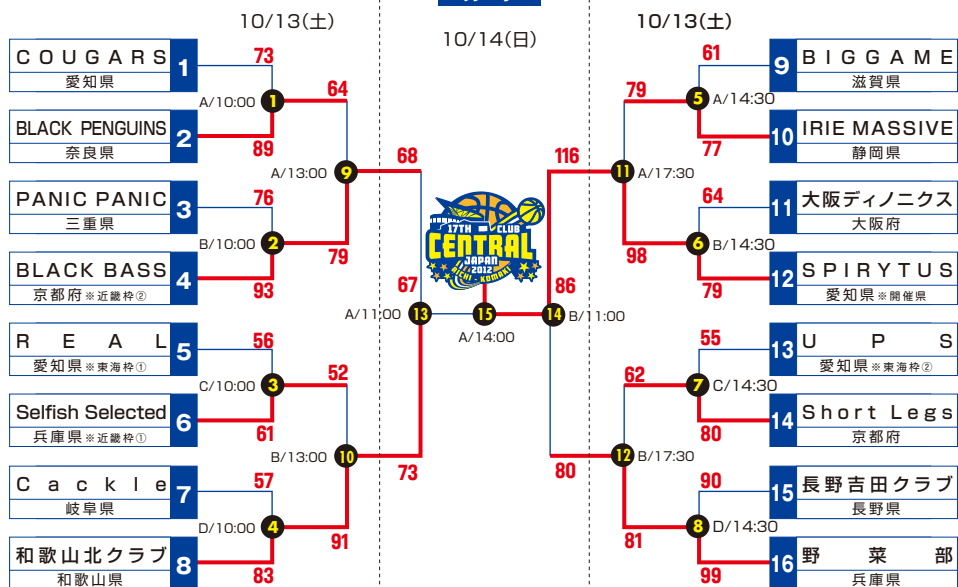 10/13(土)
10/14(日)
10/13(土)
COUGARS
愛知県
1
BLACK PENGUINS
奈良県
2
PANIC PANIC
三重県
3
BLACK BASS
京都府※近畿枠②
4
REAL
愛知県※東海枠①
5
Selfish Selected
兵庫県※近畿枠①
6
Cackle
岐阜県
7
和歌山北クラブ
和歌山県
8
73
A/10:00
1
89
76
B/10:00
2
93
56
C/10:00
3
61
57
D/10:00
4
83
64
A/13:00
9
79
52
B/13:00
10
91
68
67
A/11:00
13
73
17TH CLUB
CENTRAL
JAPAN
2012
AICHI KOMAKI
15
A/14:00
116
86
14
B/11:00
80
79
11
A/17:30
98
62
12
B/17:30
81
61
5
A/14:30
77
64
6
B/14:30
79
55
7
C/14:30
80
90
8
D/14:30
99
9
BIGGAME
滋賀県
10
IRIE MASSIVE
静岡県
11
大阪ディノニクス
大阪府
12
SPIRYTUS
愛知県※開催県
13
UPS
愛知県※東海枠②
14
Short Legs
京都府
15
長野吉田クラブ
長野県
16
野菜部
兵庫県